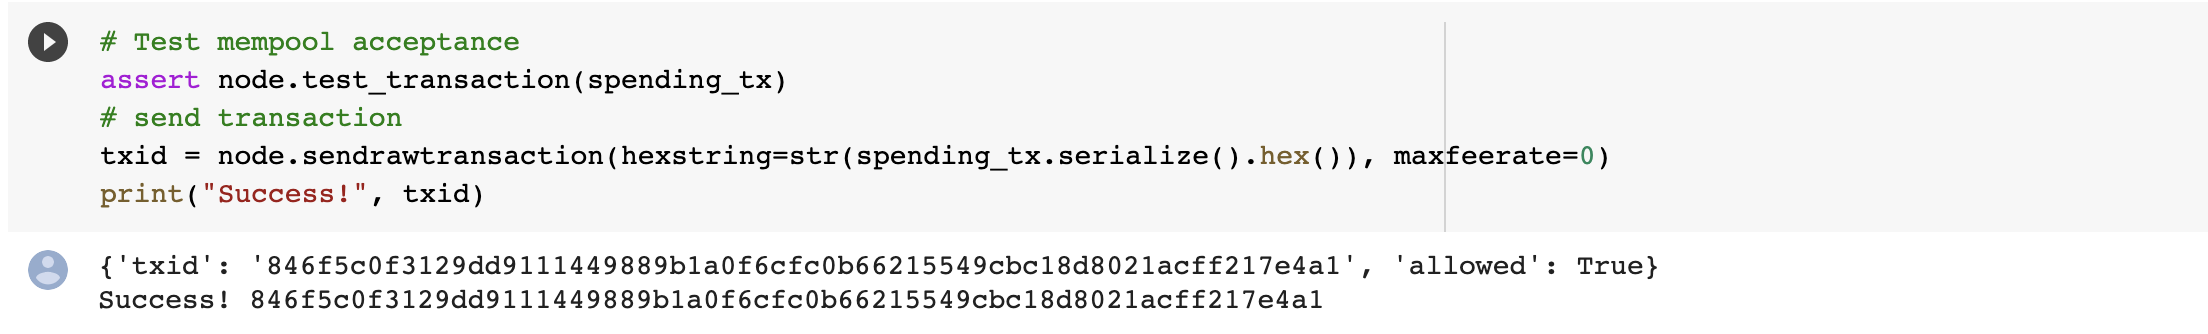 # Test mempool acceptance
assert node.test_transaction(spending_tx)
# send transaction
txid = node.sendrawtransaction(hexstring=str(spending_tx.serialize().hex()), maxfeerate=0)
print("Success!", txid)
{'txid': '846f5c0f3129dd9111449889b1a0f6cfc0b66215549cbc18d8021acff217e4a1', 'allowed': True}
Success! 846f5c0f3129dd9111449889b1a0f6cfc0b66215549cbc18d8021acff217e4a1